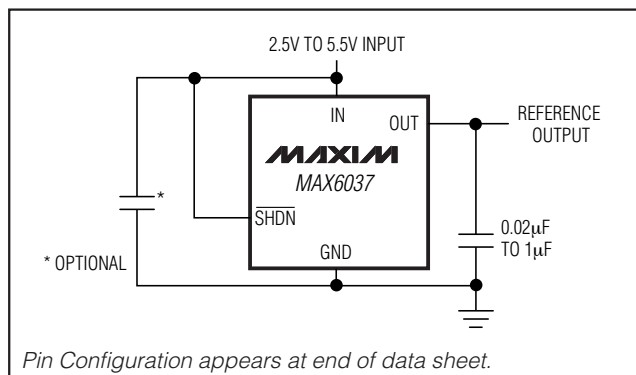 2.5V TO 5.5V INPUT
IN
OUT
REFERENCE
OUTPUT
MAXIM
MAX6037
*
SHDN
0.02µF
TO 1µF
* OPTIONAL
GND
Pin Configuration appears at end of data sheet.